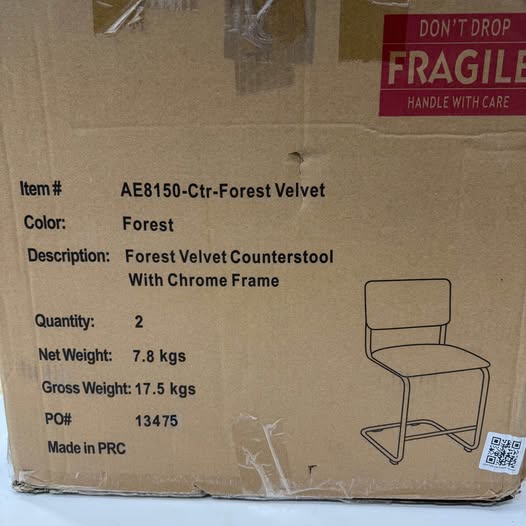 DON'T DROP
FRAGILE
HANDLE WITH CARE
Item # AE8150-Ctr-Forest Velvet
Color: Forest
Description: Forest Velvet Counterstool
With Chrome Frame
Quantity: 2
Net Weight: 7.8 kgs
Gross Weight: 17.5 kgs
PO# 13475
Made in PRC